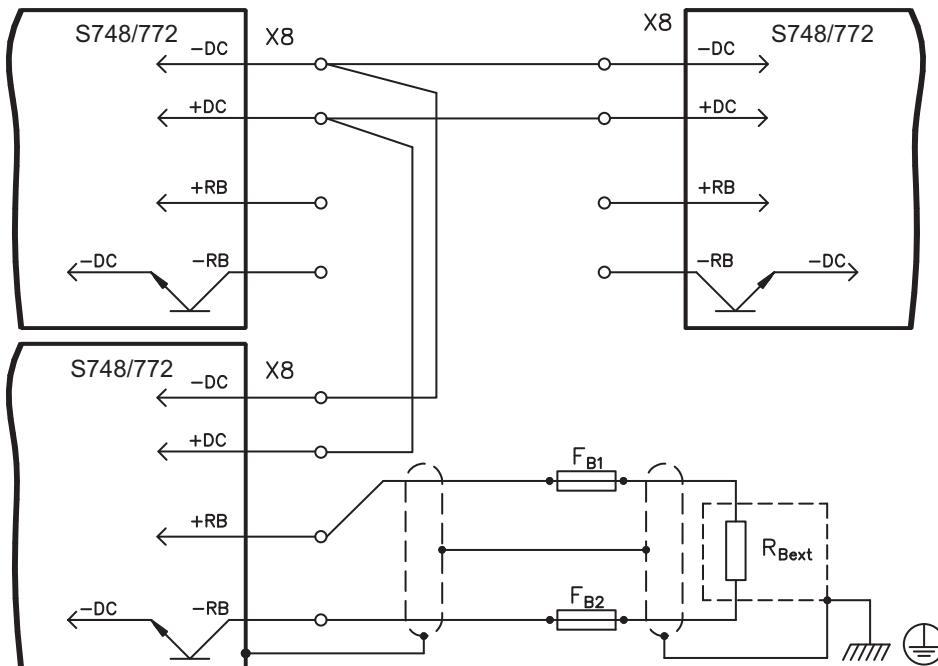 S748/772
X8
−DC
+DC
+RB
−DC
−RB
X8
S748/772
−DC
+DC
+RB
−RB
−DC
S748/772
X8
−DC
+DC
+RB
−DC
−RB
FB1
FB2
RBext